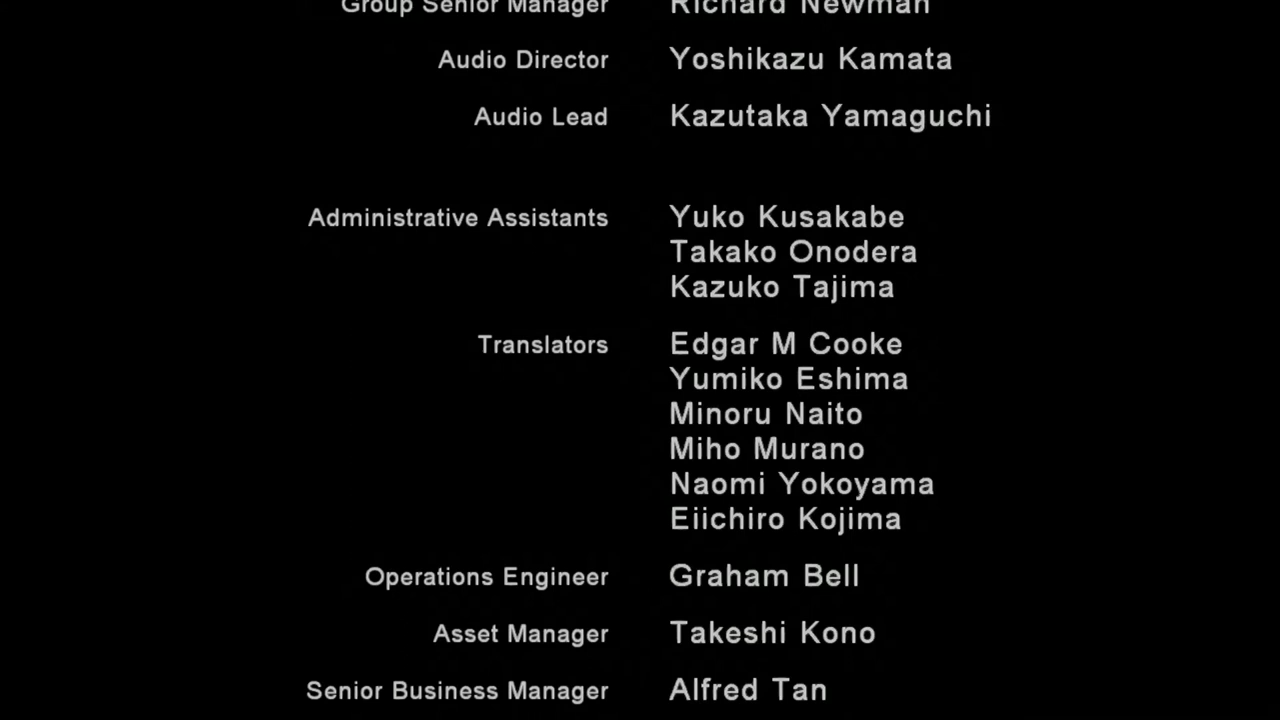 Group Senior Manager Richard Newman
Audio Director Yoshikazu Kamata
Audio Lead Kazutaka Yamaguchi
Administrative Assistants Yuko Kusakabe
Takako Onodera
Kazuko Tajima
Translators Edgar M Cooke
Yumiko Eshima
Minoru Naito
Miho Murano
Naomi Yokoyama
Eiichiro Kojima
Operations Engineer Graham Bell
Asset Manager Takeshi Kono
Senior Business Manager Alfred Tan